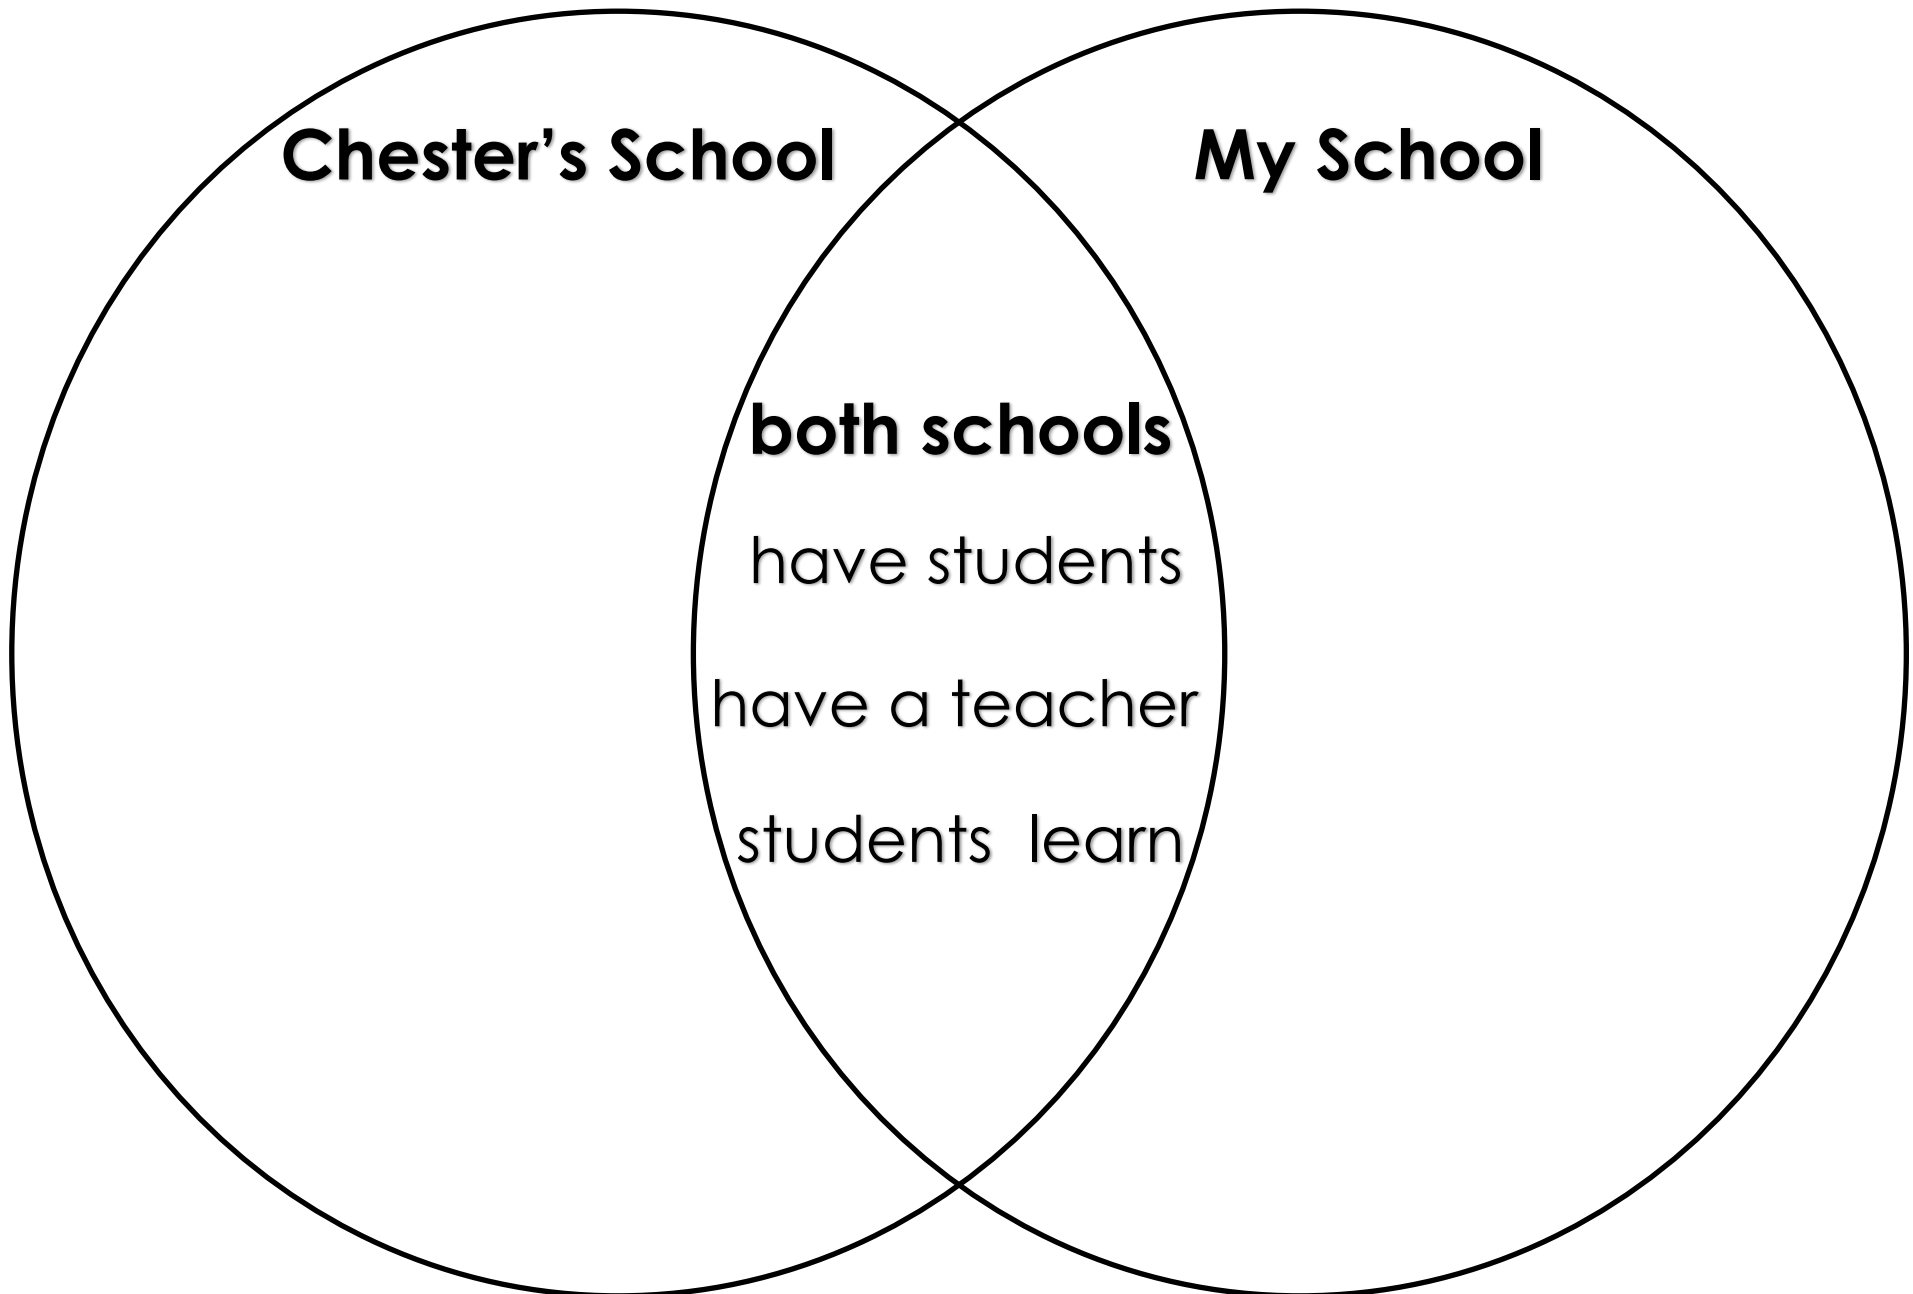 Chester’s School
My School
both schools
have students
have a teacher
students learn